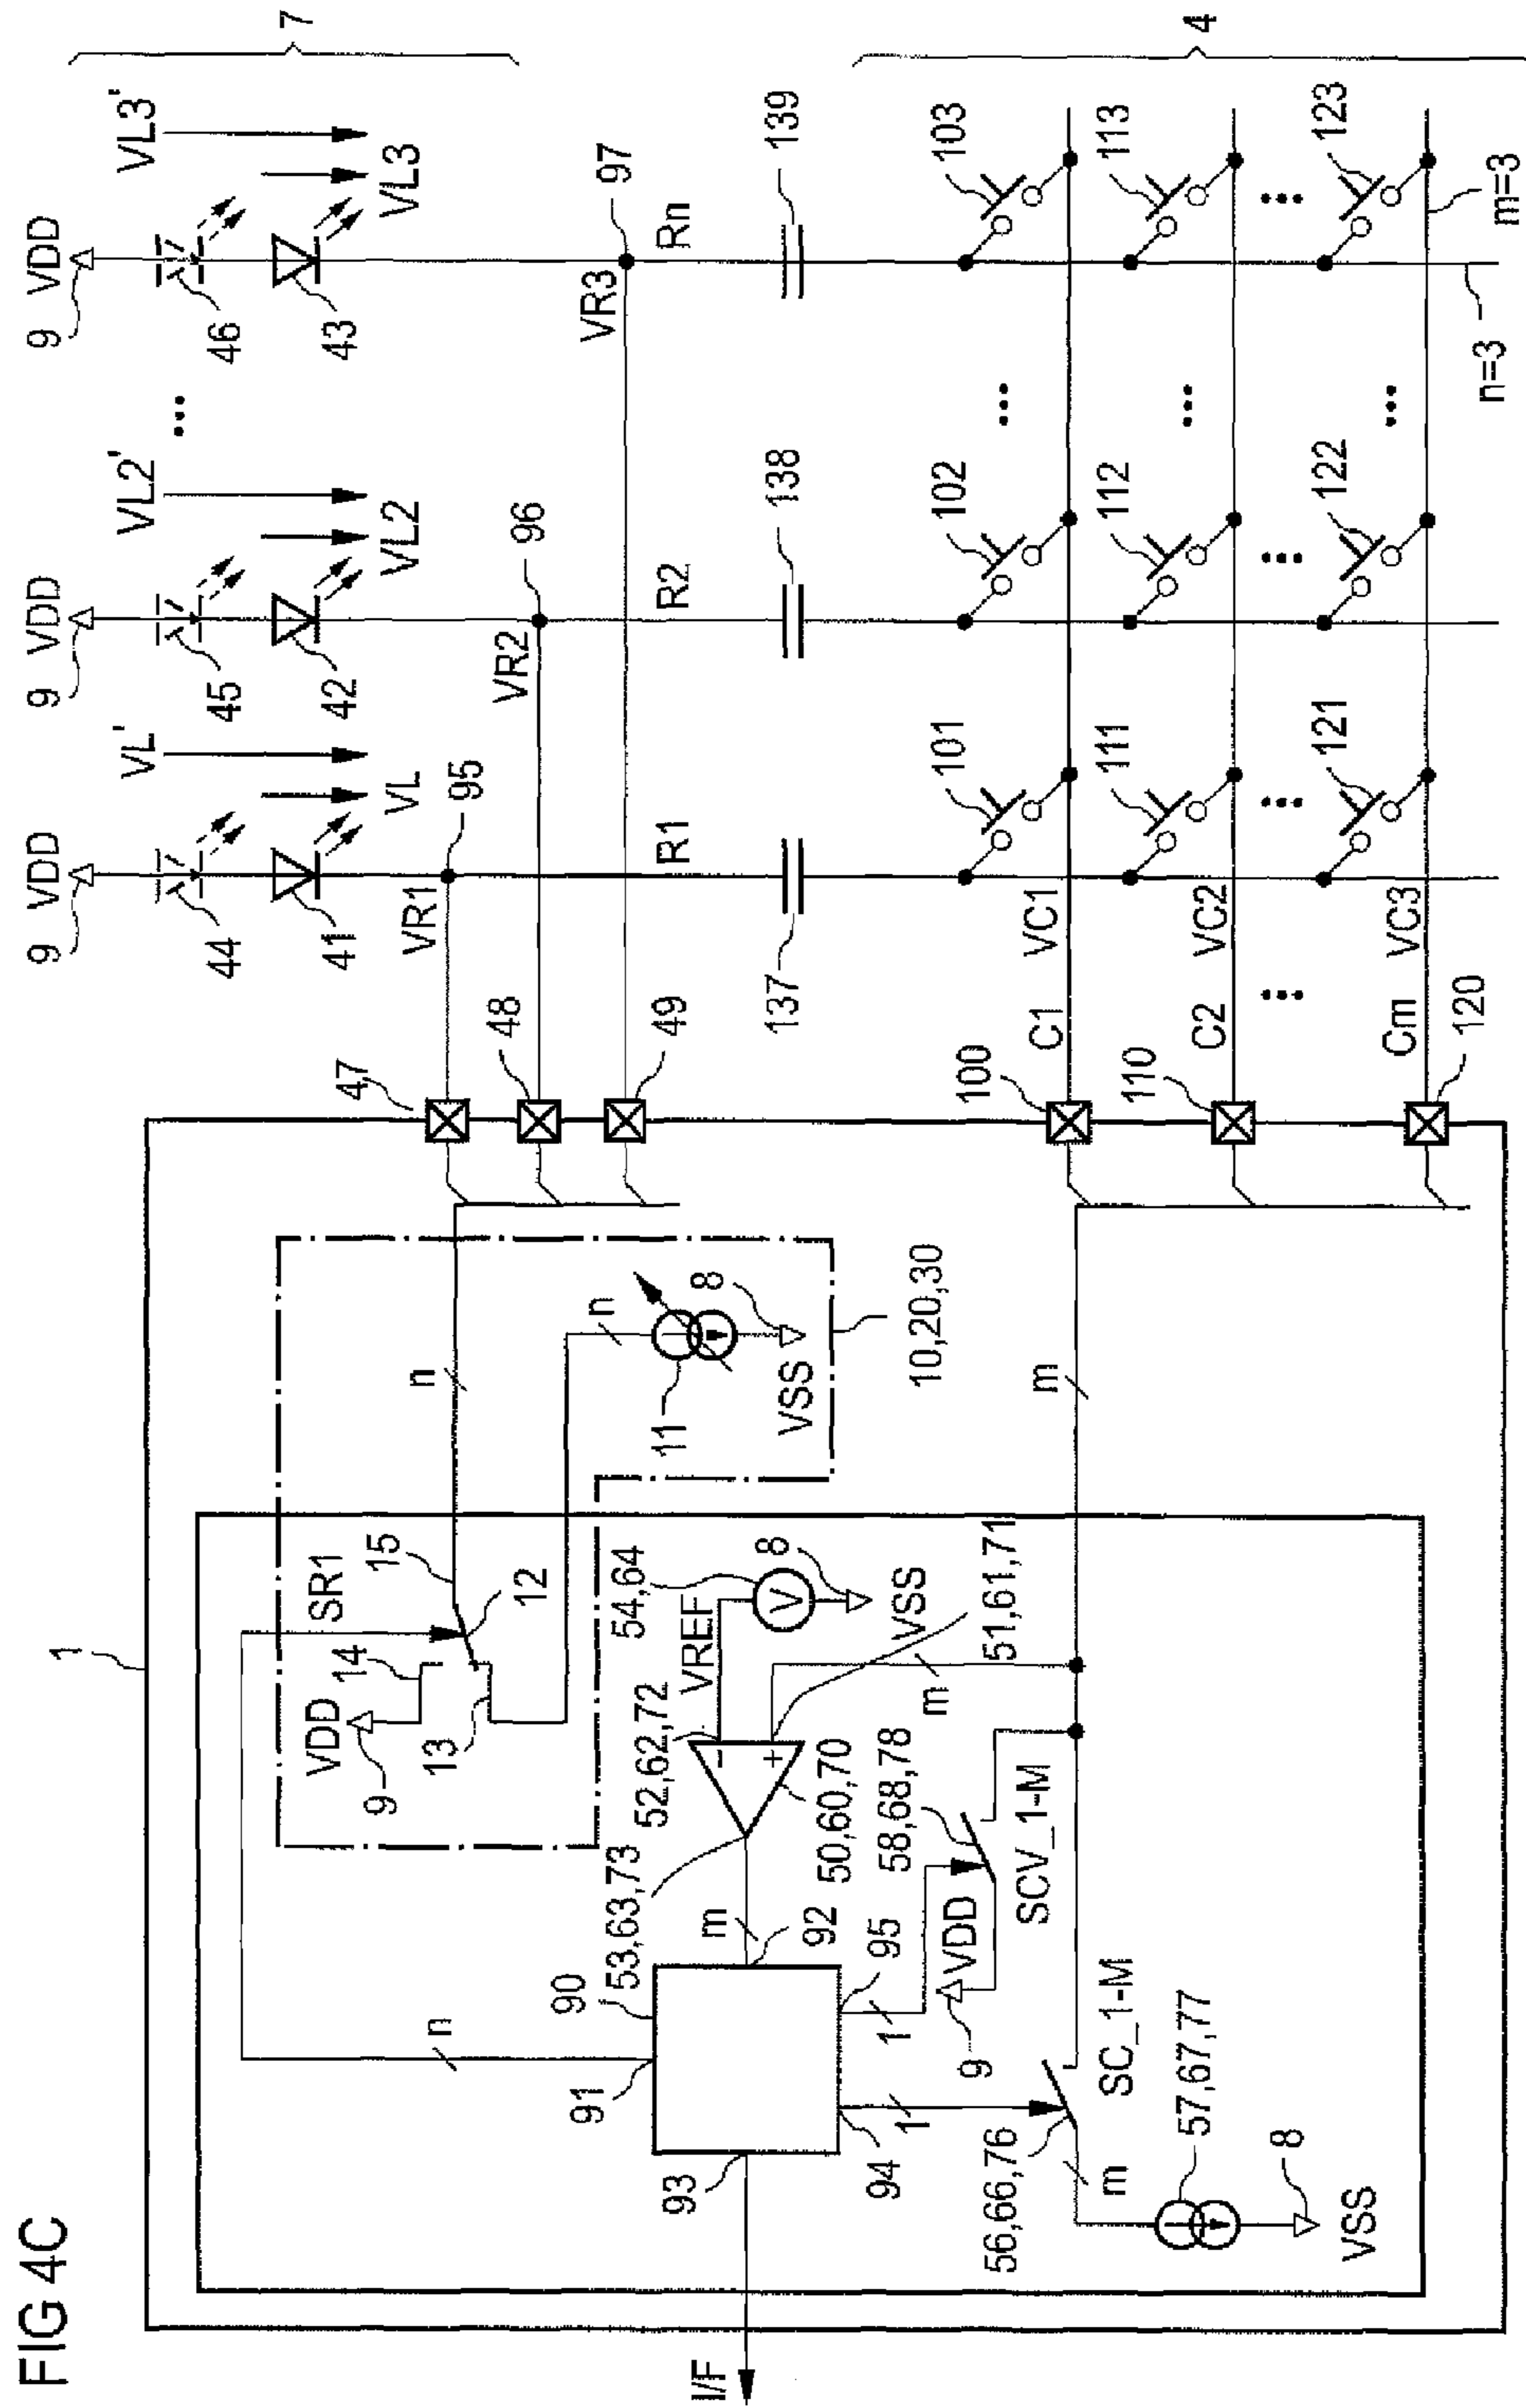 FIG 4C
1
9 VDD
9 VDD
9 VDD
7
VL'
VL2'
VL3'
...
44
45
46
41
42
43
VL
VL2
VL3
95
96
97
VR1
VR2
VR3
R1
R2
Rn
47
48
49
137
138
139
4
101
102
103
...
100
C1
VC1
111
112
113
...
110
C2
VC2
...
...
...
...
121
122
123
...
Cm
VC3
120
n=3
m=3
SR1
15
n
VDD
14
9
13
12
n
11
8
VSS
10,20,30
90
n
91
53,63,73
52,62,72
VREF
54,64
V
8
VSS
−
+
50,60,70
51,61,71
m
m
92
93
I/F
94
95
1
1
VDD
9
58,68,78
SCV_1-M
m
56,66,76
SC_1-M
m
57,67,77
8
VSS